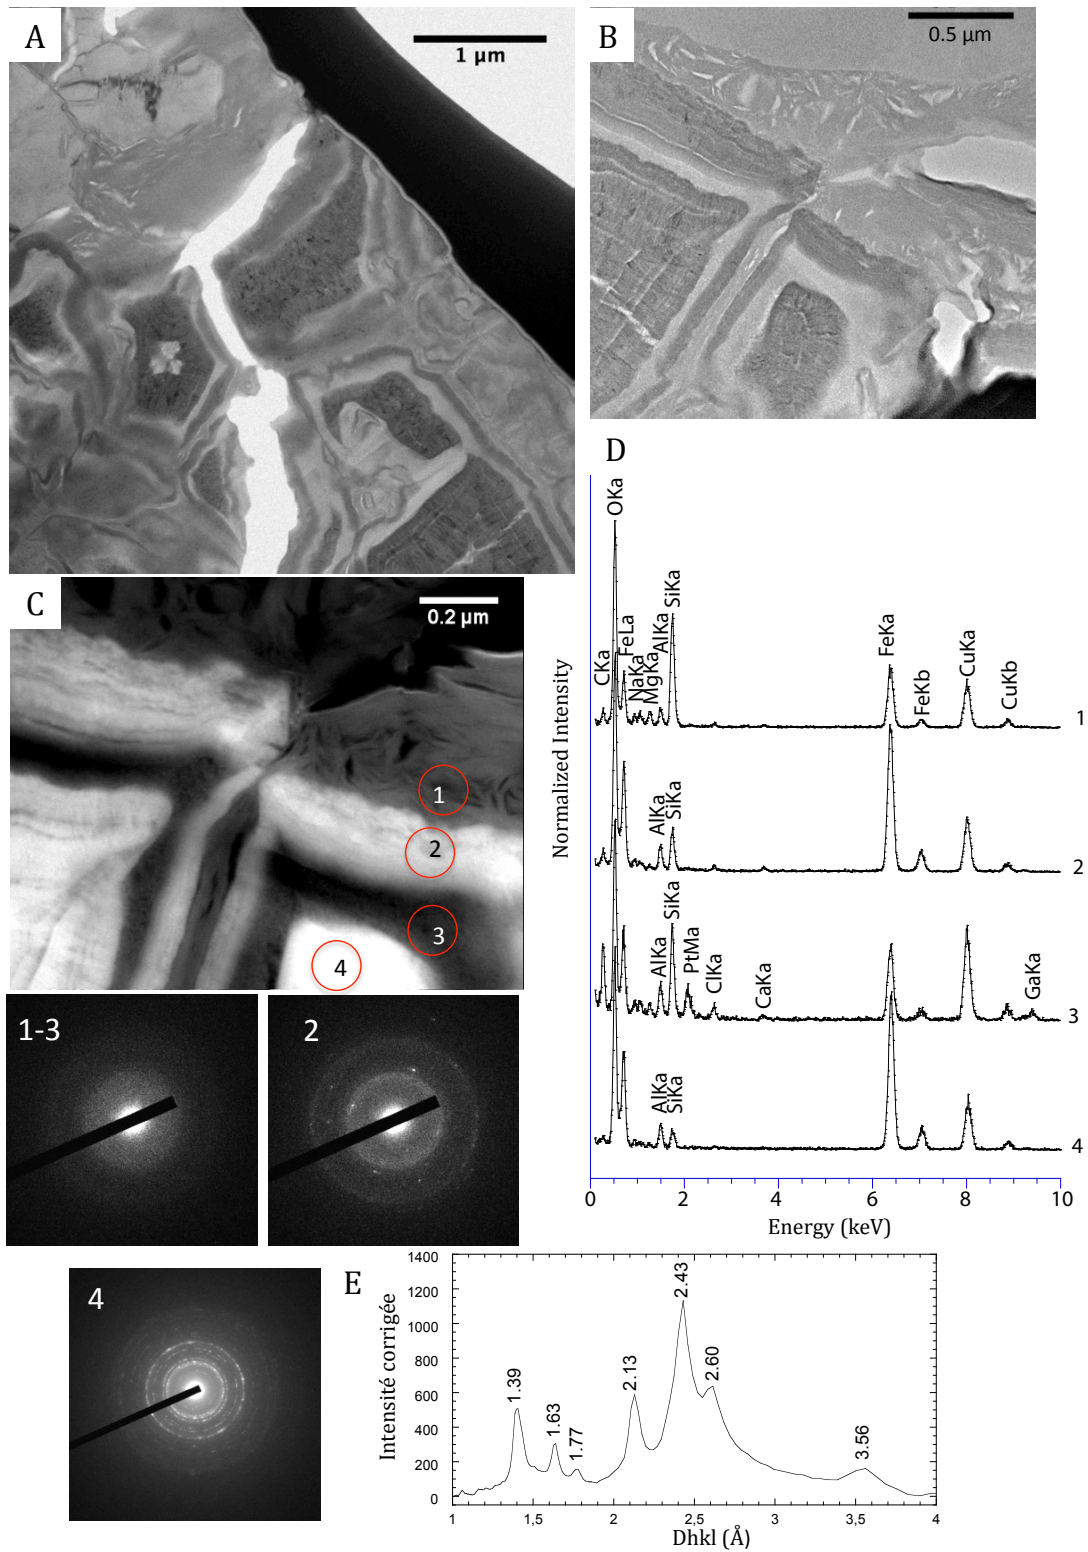 A
1 μm
B
0.5 μm
C
0.2 μm
1
2
3
4
D
OKa
CKa
FeLa
NaKa
MgKa
AlKa
SiKa
FeKa
FeKb
CuKa
CuKb
1
AlKa
SiKa
2
AlKa
SiKa
PtMa
ClKa
CaKa
GaKa
3
AlKa
SiKa
4
Normalized Intensity
0 2 4 6 8 10
Energy (keV)
1-3
2
4
E
Intensité corrigée
1400
1200
1000
800
600
400
200
0
1.39
1.63
1.77
2.13
2.43
2.60
3.56
1 1,5 2 2,5 3 3,5 4
Dhkl (Å)